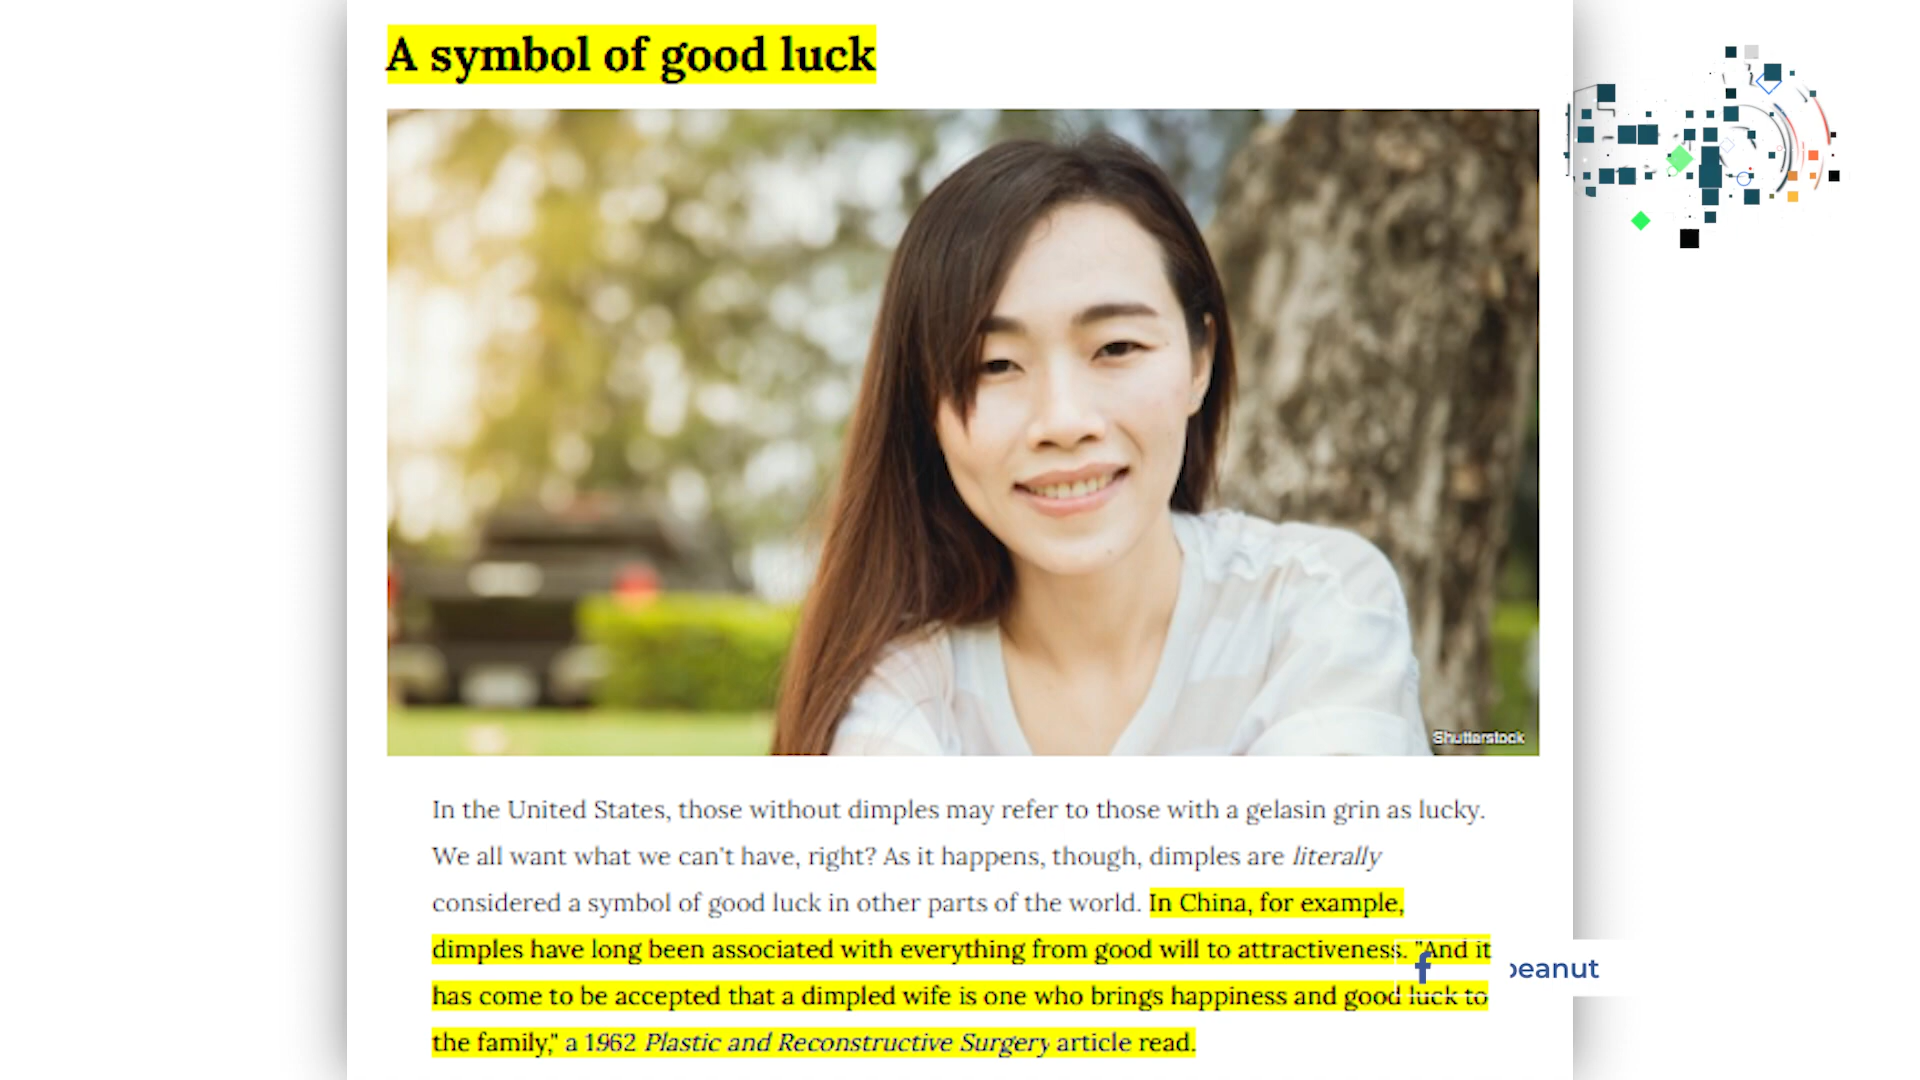 A symbol of good luck
Shutterstock
In the United States, those without dimples may refer to those with a gelasin grin as lucky.
We all want what we can't have, right? As it happens, though, dimples are literally
considered a symbol of good luck in other parts of the world. In China, for example,
dimples have long been associated with everything from good will to attractiveness. "And it
has come to be accepted that a dimpled wife is one who brings happiness and good luck to
the family," a 1962 Plastic and Reconstructive Surgery article read.
f
peanut